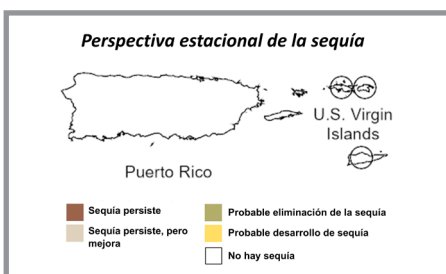 Perspectiva estacional de la sequía
U.S. Virgin
Islands
Puerto Rico
Sequía persiste
Sequía persiste, pero
mejora
Probable eliminación de la sequía
Probable desarrollo de sequía
No hay sequía